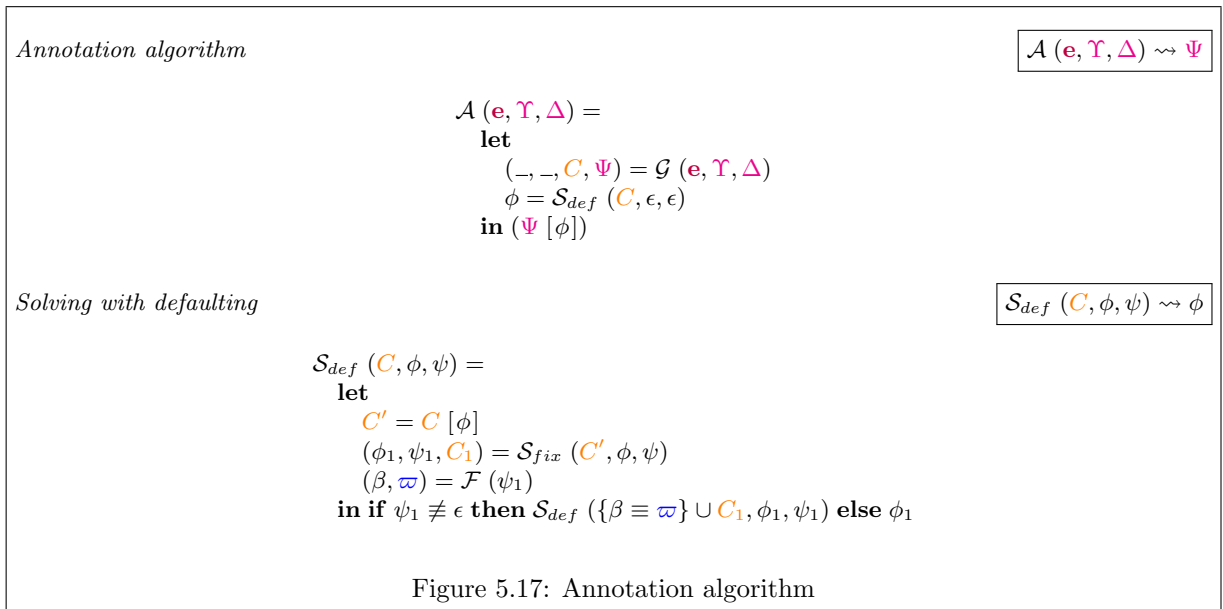 Annotation algorithm 𝒜 (e, Υ, Δ) ⇝ Ψ
𝒜 (e, Υ, Δ) =
let
(_, _, C, Ψ) = 𝒢 (e, Υ, Δ)
ϕ = 𝒮def (C, ϵ, ϵ)
in (Ψ [ϕ])
Solving with defaulting 𝒮def (C, ϕ, ψ) ⇝ ϕ
𝒮def (C, ϕ, ψ) =
let
C′ = C [ϕ]
(ϕ₁, ψ₁, C₁) = 𝒮fix (C′, ϕ, ψ)
(β, ϖ) = ℱ (ψ₁)
in if ψ₁ ≢ ϵ then 𝒮def ({β ≡ ϖ} ∪ C₁, ϕ₁, ψ₁) else ϕ₁
Figure 5.17: Annotation algorithm